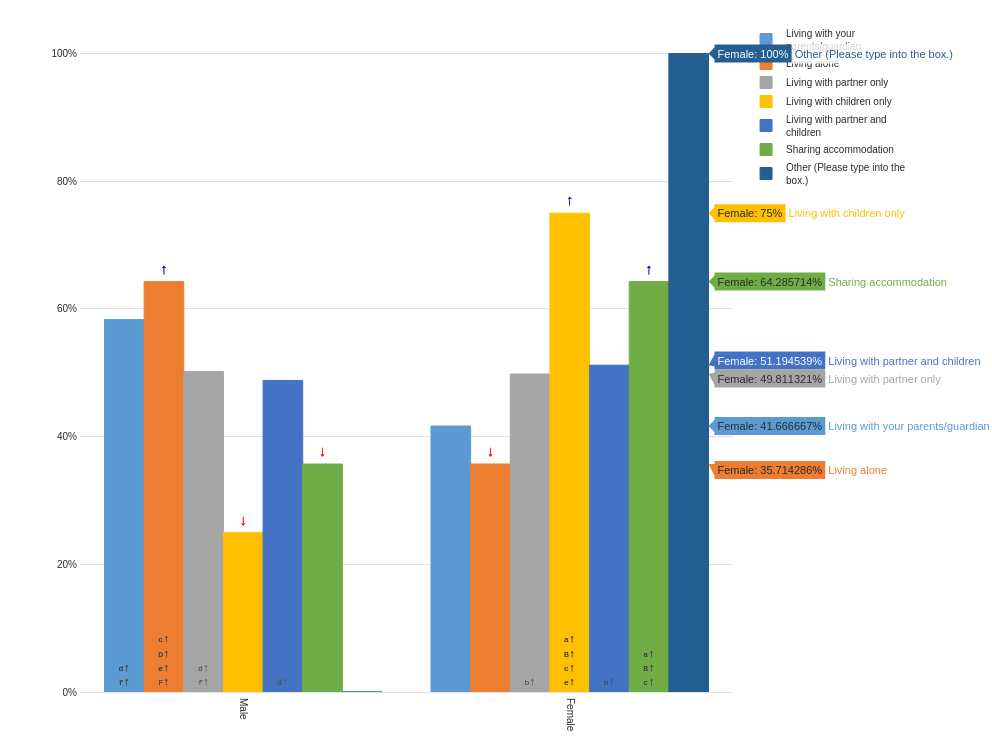 Living with your
parents/guardian
Living alone
Living with partner only
Living with children only
Living with partner and
children
Sharing accommodation
Other (Please type into the
box.)
100%
80%
60%
40%
20%
0%
Female: 100% Other (Please type into the box.)
Female: 75% Living with children only
Female: 64.285714% Sharing accommodation
Female: 51.194539% Living with partner and children
Female: 49.811321% Living with partner only
Female: 41.666667% Living with your parents/guardian
Female: 35.714286% Living alone
↑
↓
↓
↑
↑
↓
d↑
f↑
c↑
D↑
e↑
F↑
d↑
f↑
d↑
b↑
a↑
B↑
c↑
e↑
b↑
a↑
B↑
c↑
Male
Female